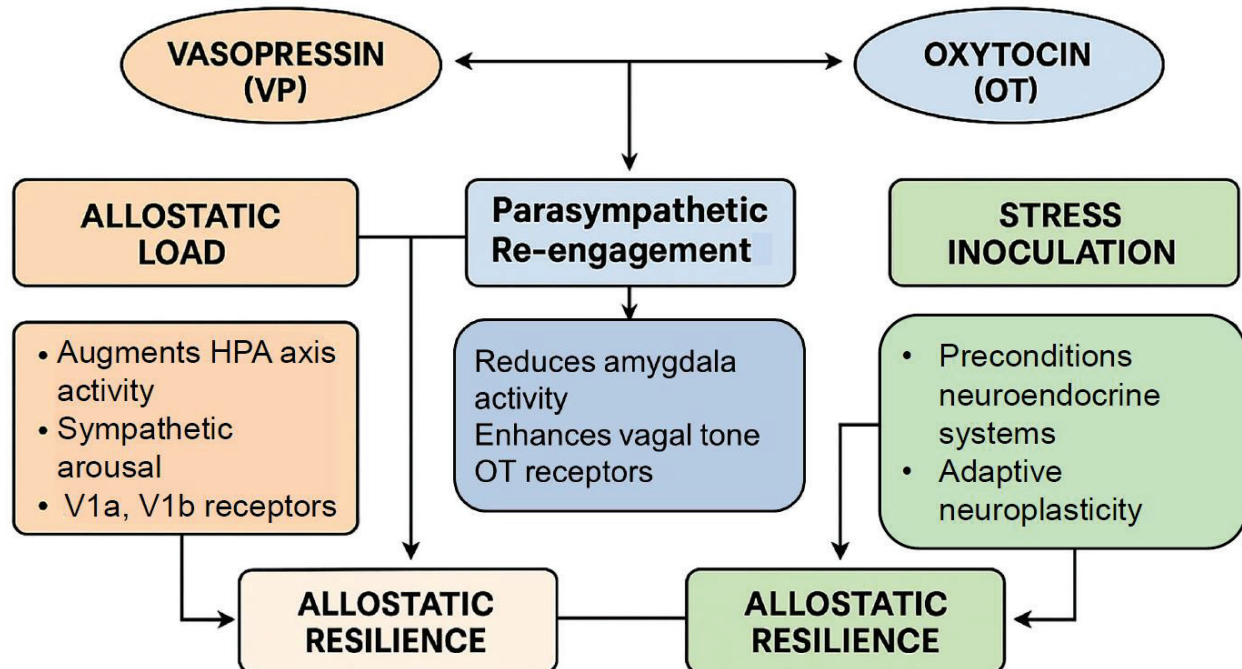 VASOPRESSIN
(VP)
OXYTOCIN
(OT)
ALLOSTATIC
LOAD
Parasympathetic
Re-engagement
STRESS
INOCULATION
• Augments HPA axis
activity
• Sympathetic
arousal
• V1a, V1b receptors
Reduces amygdala
activity
Enhances vagal tone
OT receptors
• Preconditions
neuroendocrine
systems
• Adaptive
neuroplasticity
ALLOSTATIC
RESILIENCE
ALLOSTATIC
RESILIENCE